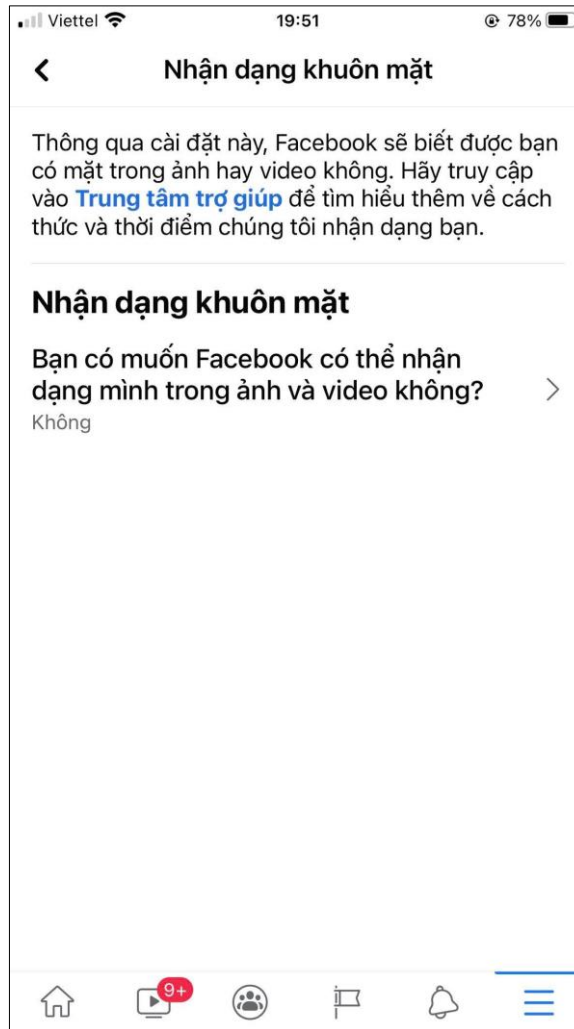 Viettel 19:51 78%
Nhận dạng khuôn mặt
Thông qua cài đặt này, Facebook sẽ biết được bạn
có mặt trong ảnh hay video không. Hãy truy cập
vào Trung tâm trợ giúp để tìm hiểu thêm về cách
thức và thời điểm chúng tôi nhận dạng bạn.
Nhận dạng khuôn mặt
Bạn có muốn Facebook có thể nhận
dạng mình trong ảnh và video không?
Không
9+